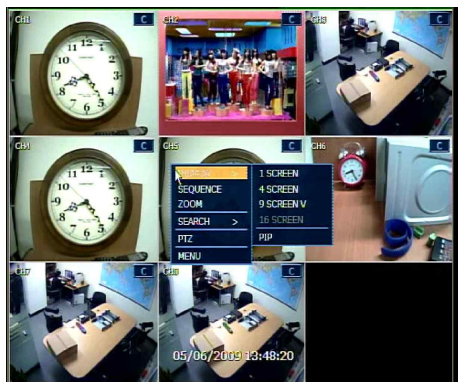 CH1 C
CH2 C
CH3 C
CH4 C
CH5 C
CH6 C
SEQUENCE
ZOOM
SEARCH >
PTZ
MENU
1 SCREEN
4 SCREEN
9 SCREEN V
16 SCREEN
PIP
CH7 C
CH8 C
05/06/2009 13:48:20